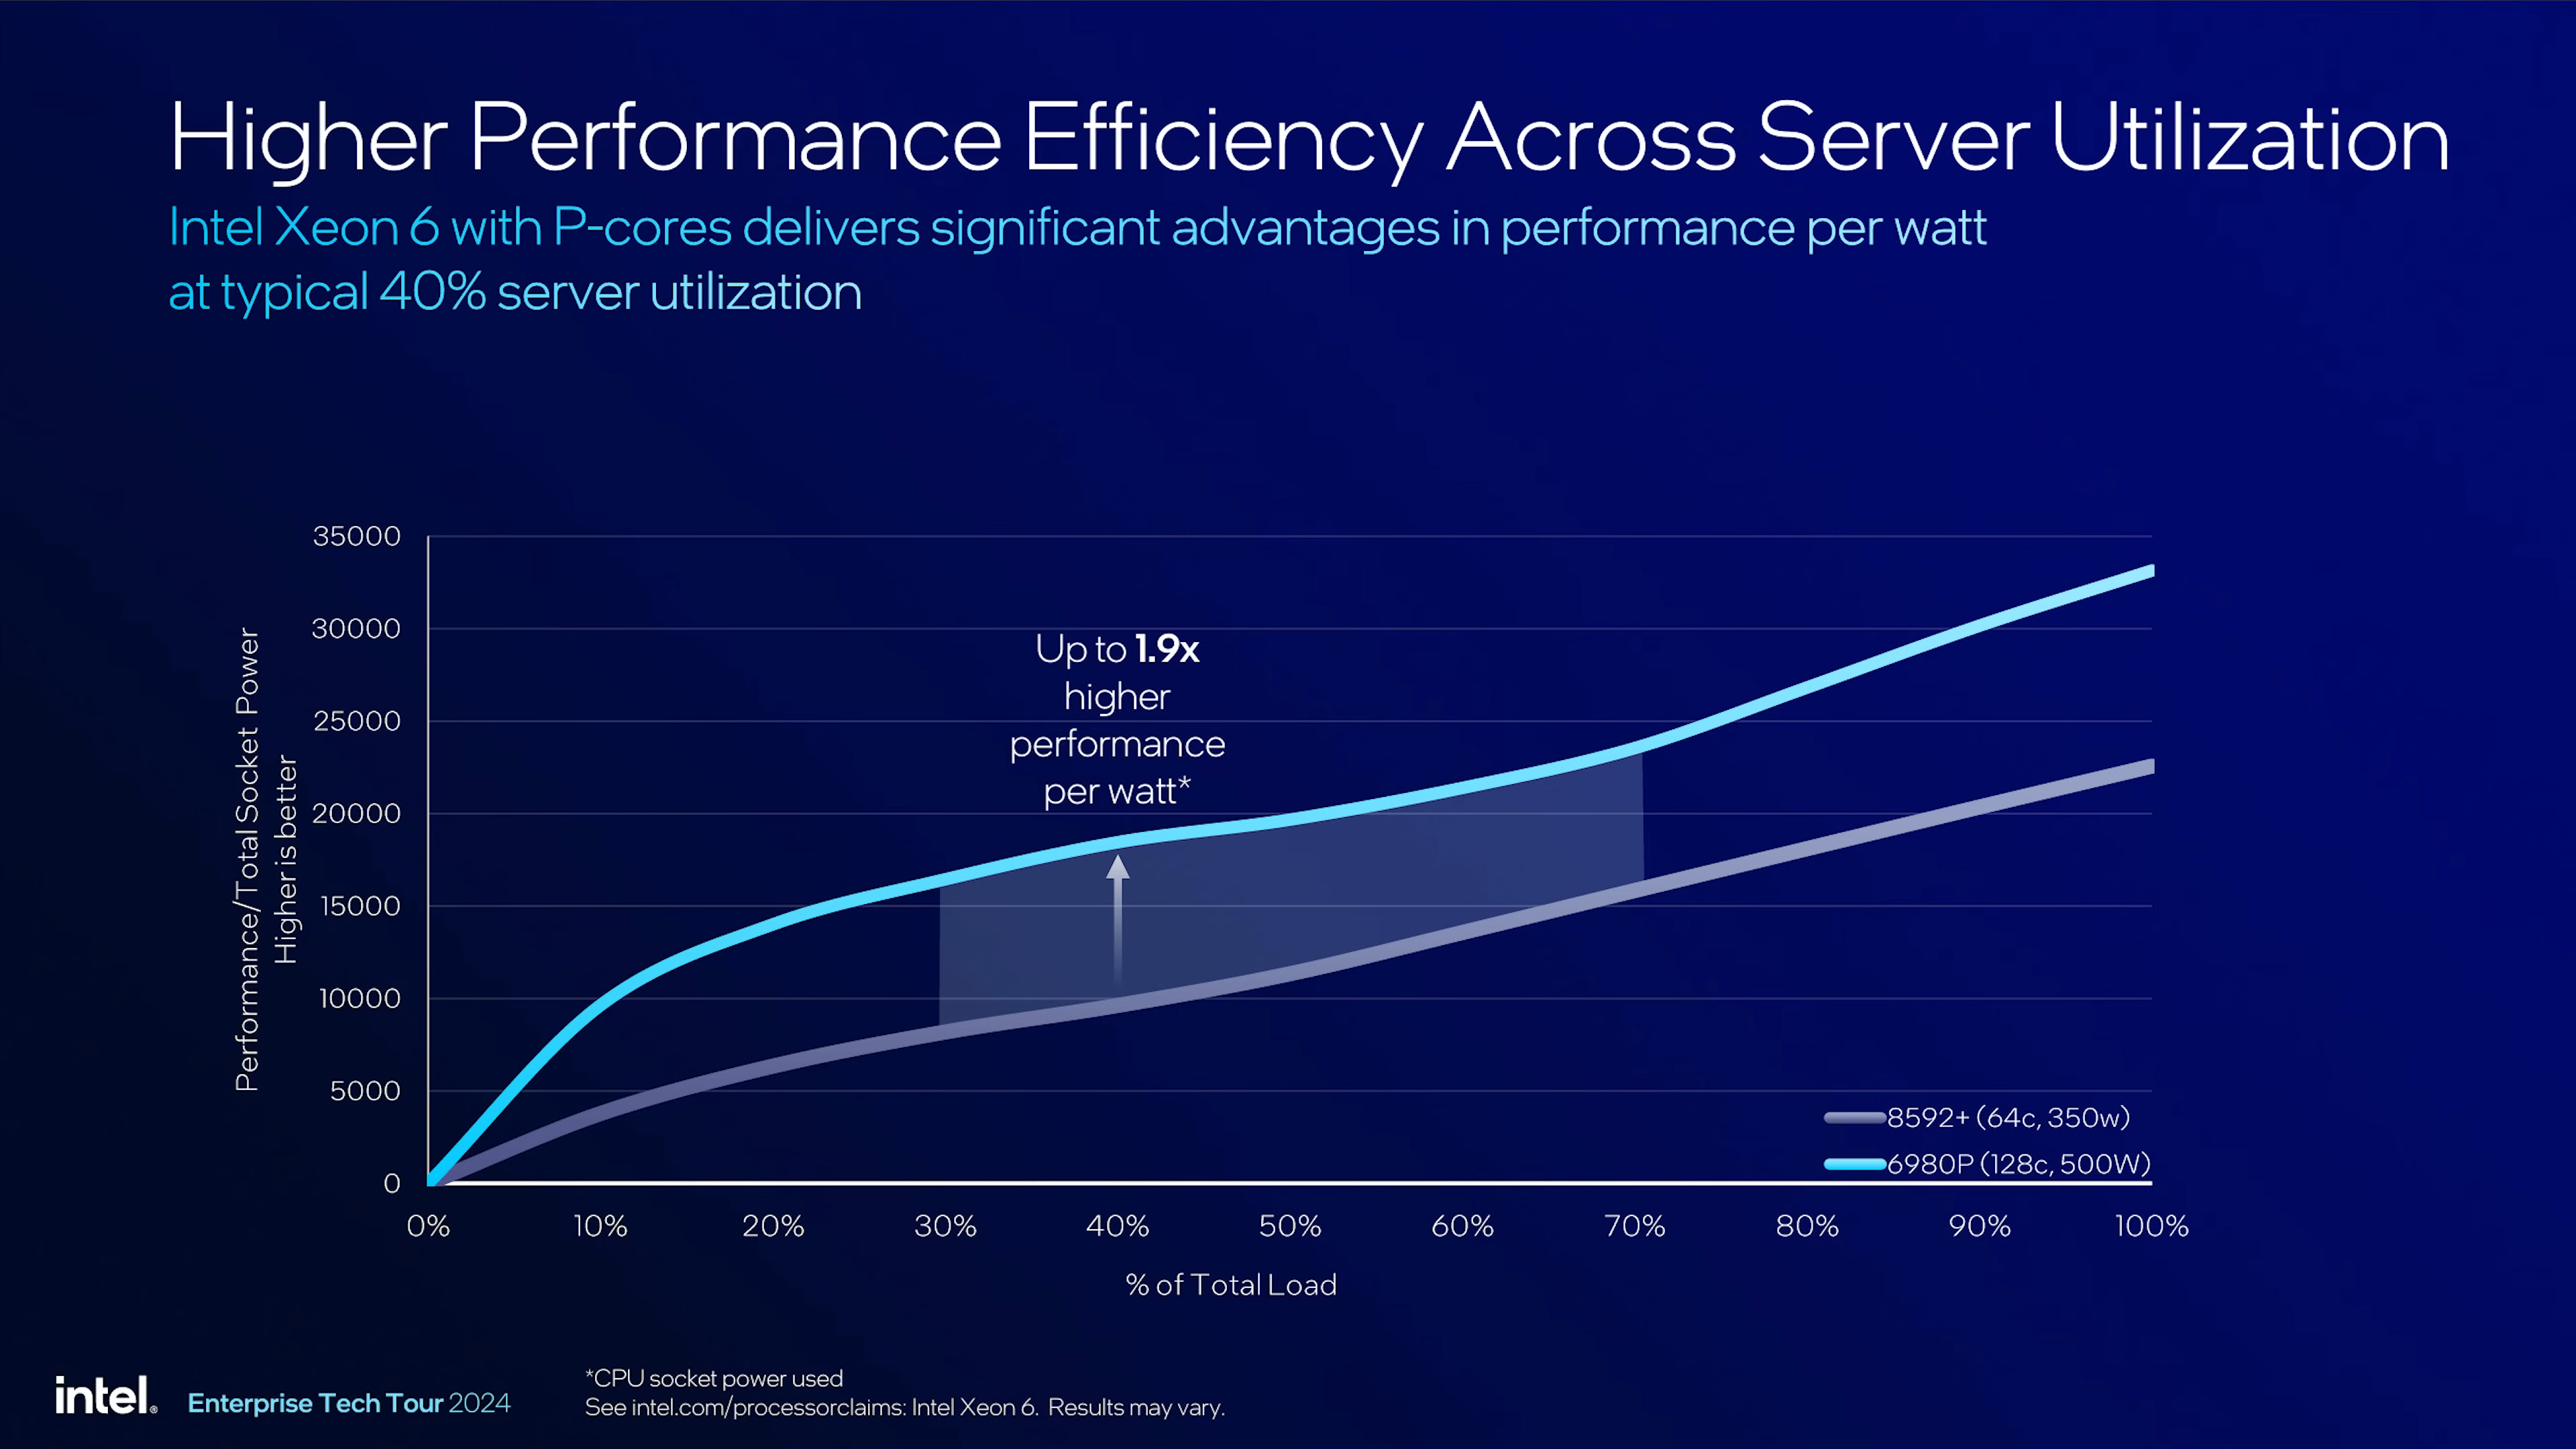 Higher Performance Efficiency Across Server Utilization
Intel Xeon 6 with P-cores delivers significant advantages in performance per watt
at typical 40% server utilization
Performance/Total Socket Power
Higher is better
35000
30000
25000
20000
15000
10000
5000
0
Up to 1.9x
higher
performance
per watt*
8592+ (64c, 350w)
6980P (128c, 500W)
0% 10% 20% 30% 40% 50% 60% 70% 80% 90% 100%
% of Total Load
intel.
Enterprise Tech Tour 2024
*CPU socket power used
See intel.com/processorclaims: Intel Xeon 6. Results may vary.